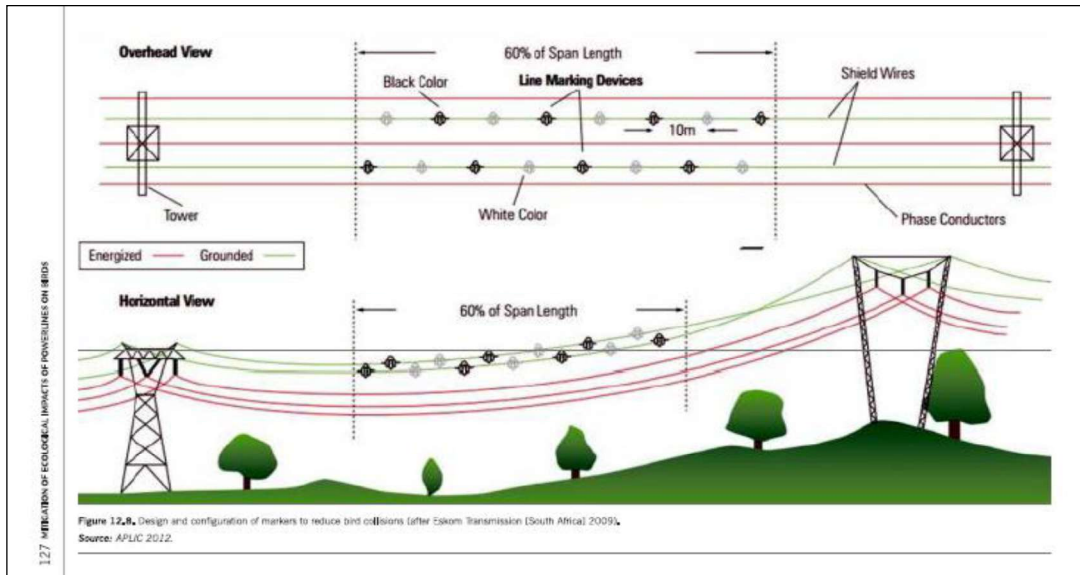 Overhead View
60% of Span Length
Black Color
Line Marking Devices
Shield Wires
10m
Tower
White Color
Phase Conductors
Energized
Grounded
Horizontal View
60% of Span Length
Figure 12.8. Design and configuration of markers to reduce bird collisions (after Eskom Transmission [South Africa] 2009).
Source: APLIC 2012.
127 MITIGATION OF ECOLOGICAL IMPACTS OF POWERLINES ON BIRDS